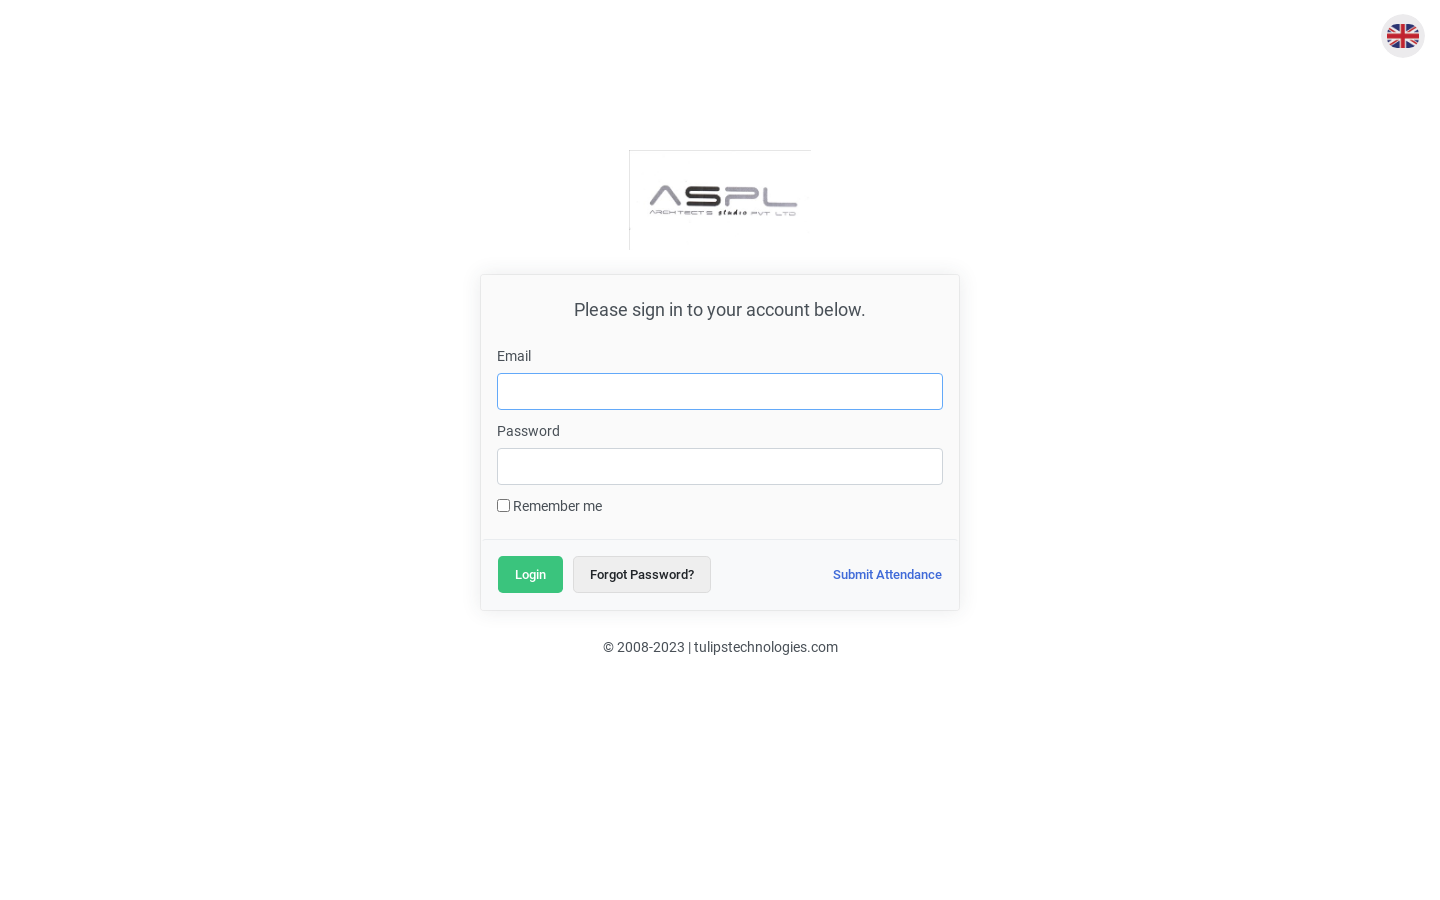 ASPL
ARCHITECTS studio PVT LTD
Please sign in to your account below.
Email
Password
Remember me
Login
Forgot Password?
Submit Attendance
© 2008-2023 | tulipstechnologies.com